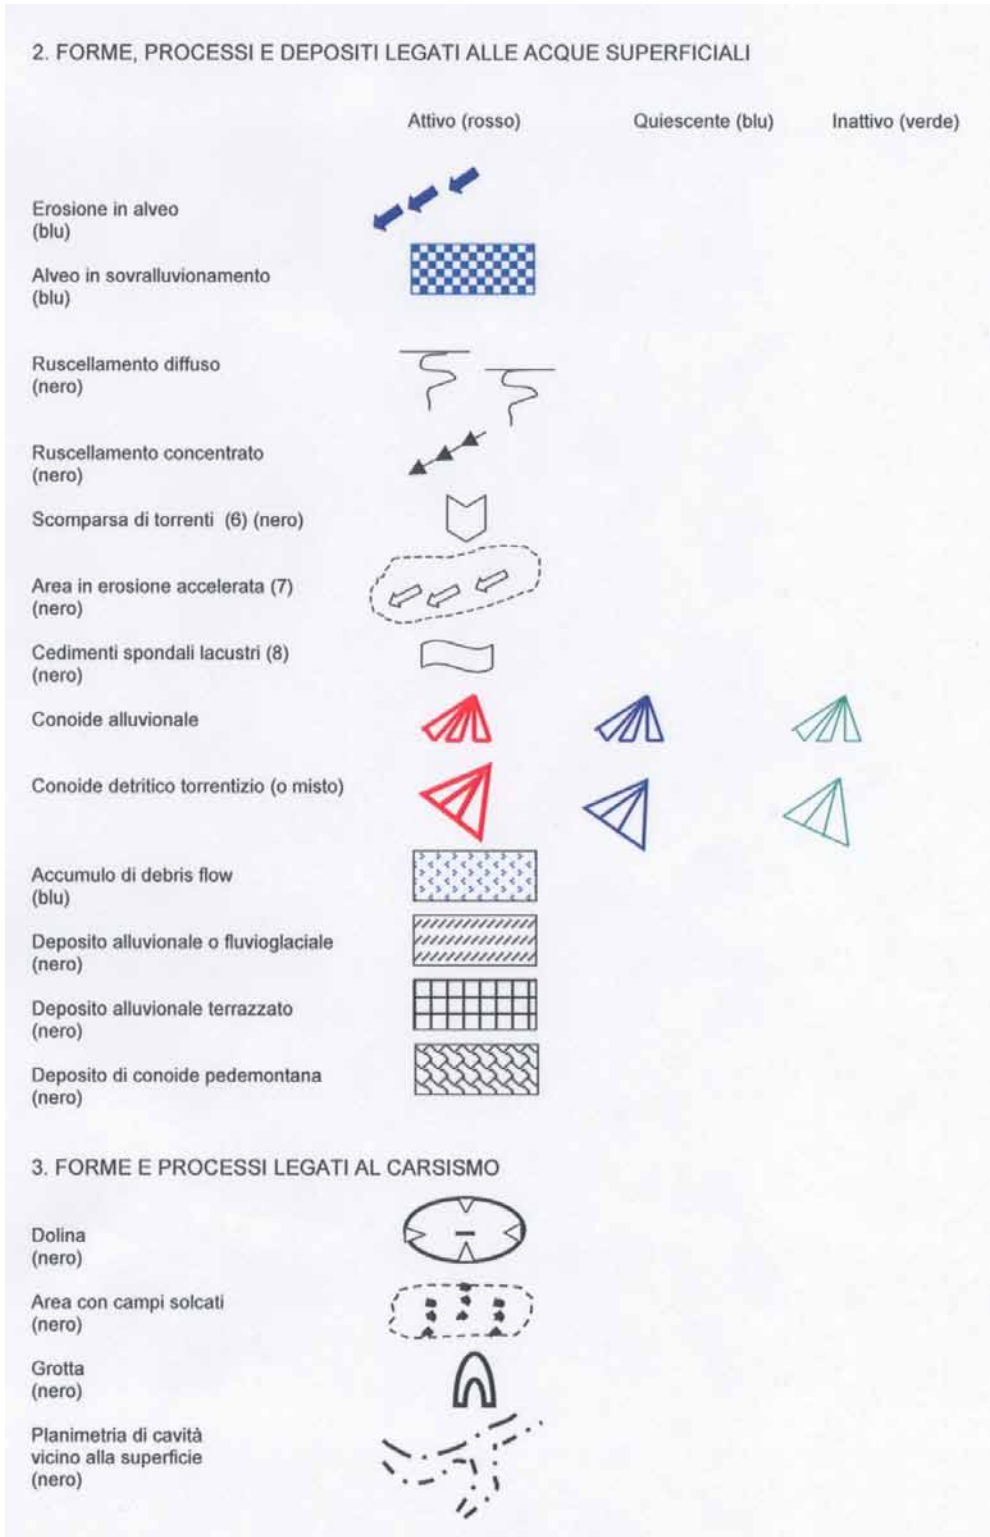 2. FORME, PROCESSI E DEPOSITI LEGATI ALLE ACQUE SUPERFICIALI
Attivo (rosso) Quiescente (blu) Inattivo (verde)
Erosione in alveo
(blu)
Alveo in sovralluvionamento
(blu)
Ruscellamento diffuso
(nero)
Ruscellamento concentrato
(nero)
Scomparsa di torrenti (6) (nero)
Area in erosione accelerata (7)
(nero)
Cedimenti spondali lacustri (8)
(nero)
Conoide alluvionale
Conoide detritico torrentizio (o misto)
Accumulo di debris flow
(blu)
Deposito alluvionale o fluvioglaciale
(nero)
Deposito alluvionale terrazzato
(nero)
Deposito di conoide pedemontana
(nero)
3. FORME E PROCESSI LEGATI AL CARSISMO
Dolina
(nero)
Area con campi solcati
(nero)
Grotta
(nero)
Planimetria di cavità
vicino alla superficie
(nero)